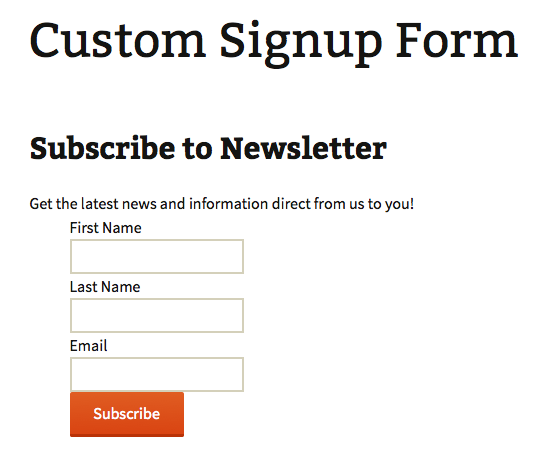 Custom Signup Form
Subscribe to Newsletter
Get the latest news and information direct from us to you!
First Name
Last Name
Email
Subscribe